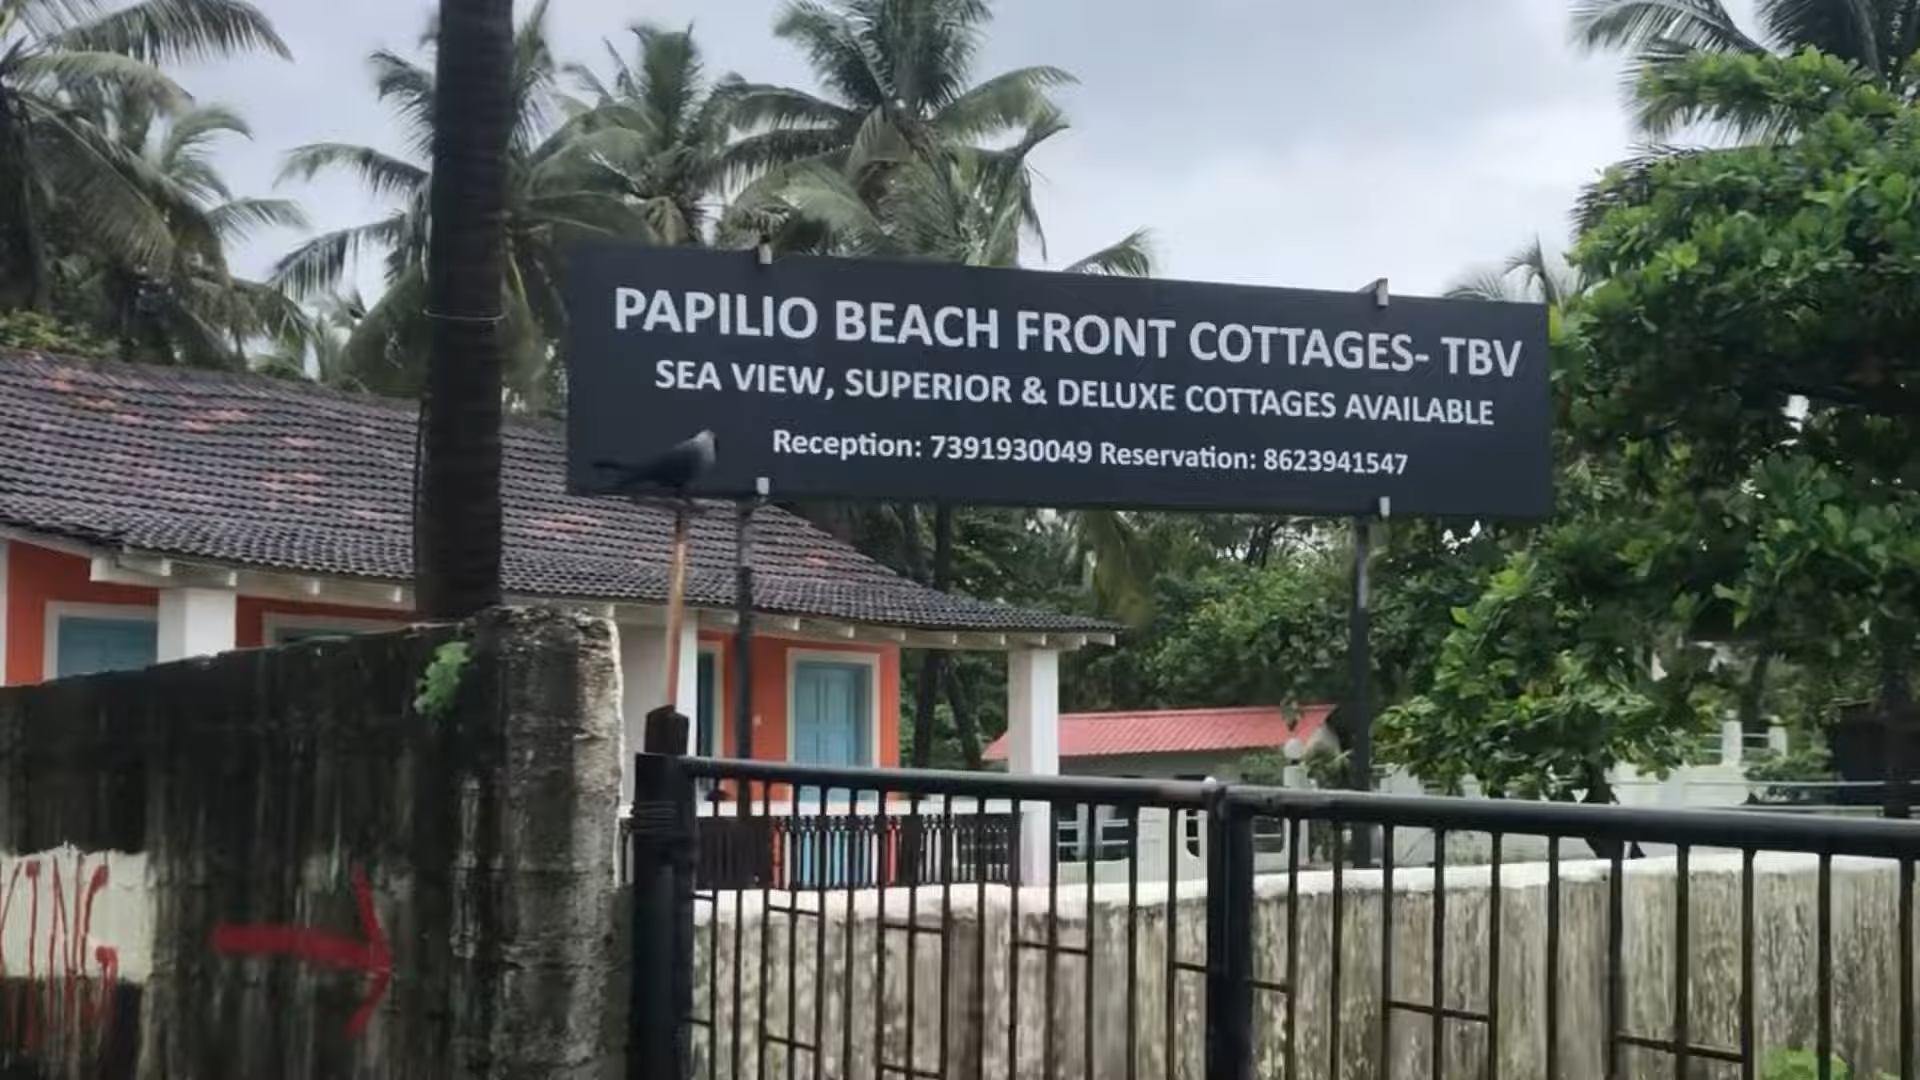 PAPILIO BEACH FRONT COTTAGES- TBV
SEA VIEW, SUPERIOR & DELUXE COTTAGES AVAILABLE
Reception: 7391930049 Reservation: 8623941547